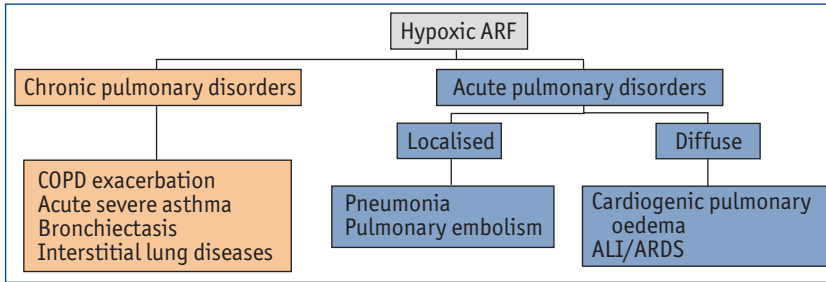 Hypoxic ARF
Chronic pulmonary disorders
Acute pulmonary disorders
Localised
Diffuse
COPD exacerbation
Acute severe asthma
Bronchiectasis
Interstitial lung diseases
Pneumonia
Pulmonary embolism
Cardiogenic pulmonary
oedema
ALI/ARDS